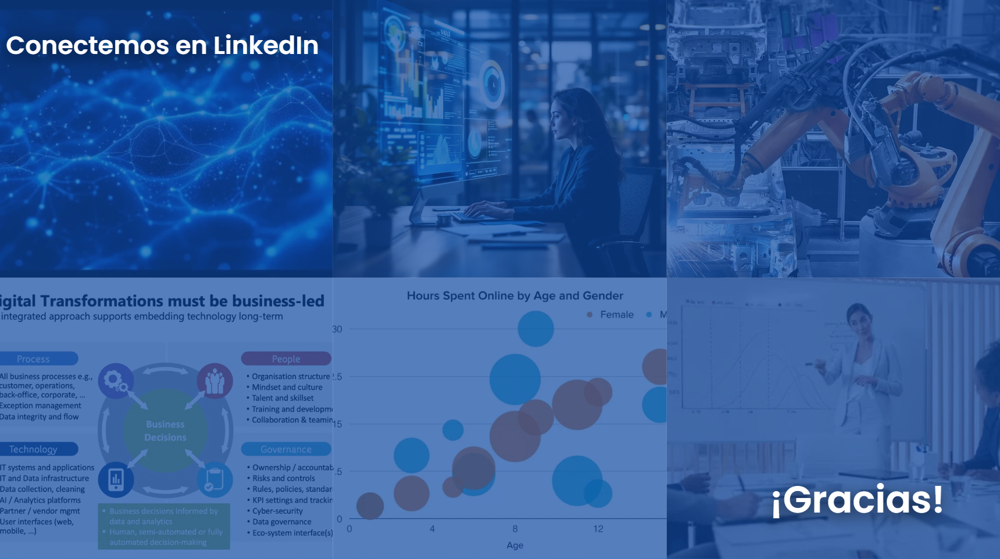 Conectemos en LinkedIn
igital Transformations must be business-led
integrated approach supports embedding technology long-term
Process
All business processes e.g.,
customer, operations,
back-office, corporate, ...
Exception management
Data integrity and flow
People
• Organisation structure
• Mindset and culture
• Talent and skillset
• Training and developme
• Collaboration & teamin
Business
Decisions
Technology
IT systems and applications
IT and Data infrastructure
Data collection, cleaning
AI / Analytics platforms
Partner / vendor mgmt
User interfaces (web,
mobile, ...)
Governance
• Ownership / accountab
• Risks and controls
• Rules, policies, standar
• KPI settings and trackin
• Cyber-security
• Data governance
• Eco-system interface(s)
▪ Business decisions informed by
data and analytics
▪ Human, semi-automated or fully
automated decision-making
Hours Spent Online by Age and Gender
Female M
30
2.5
15
.5
0
0 4 8 12
Age
¡Gracias!